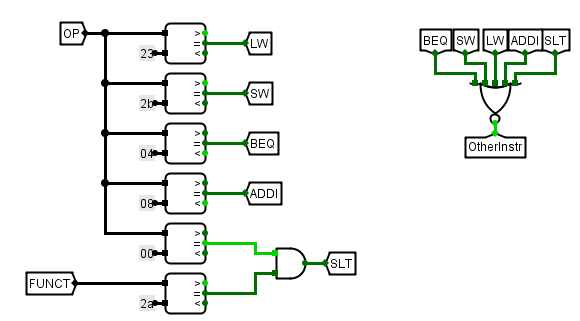 OP
>
=
<
23
LW
>
=
<
2b
SW
>
=
<
04
BEQ
>
=
<
08
ADDI
>
=
<
00
FUNCT
>
=
<
2a
SLT
BEQ SW LW ADDI SLT
OtherInstr